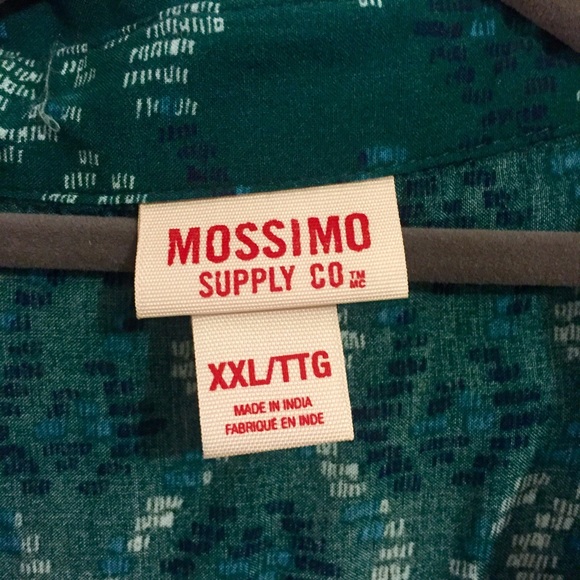 MOSSIMO
SUPPLY CO ™ MC
XXL/TTG
MADE IN INDIA
FABRIQUÉ EN INDE